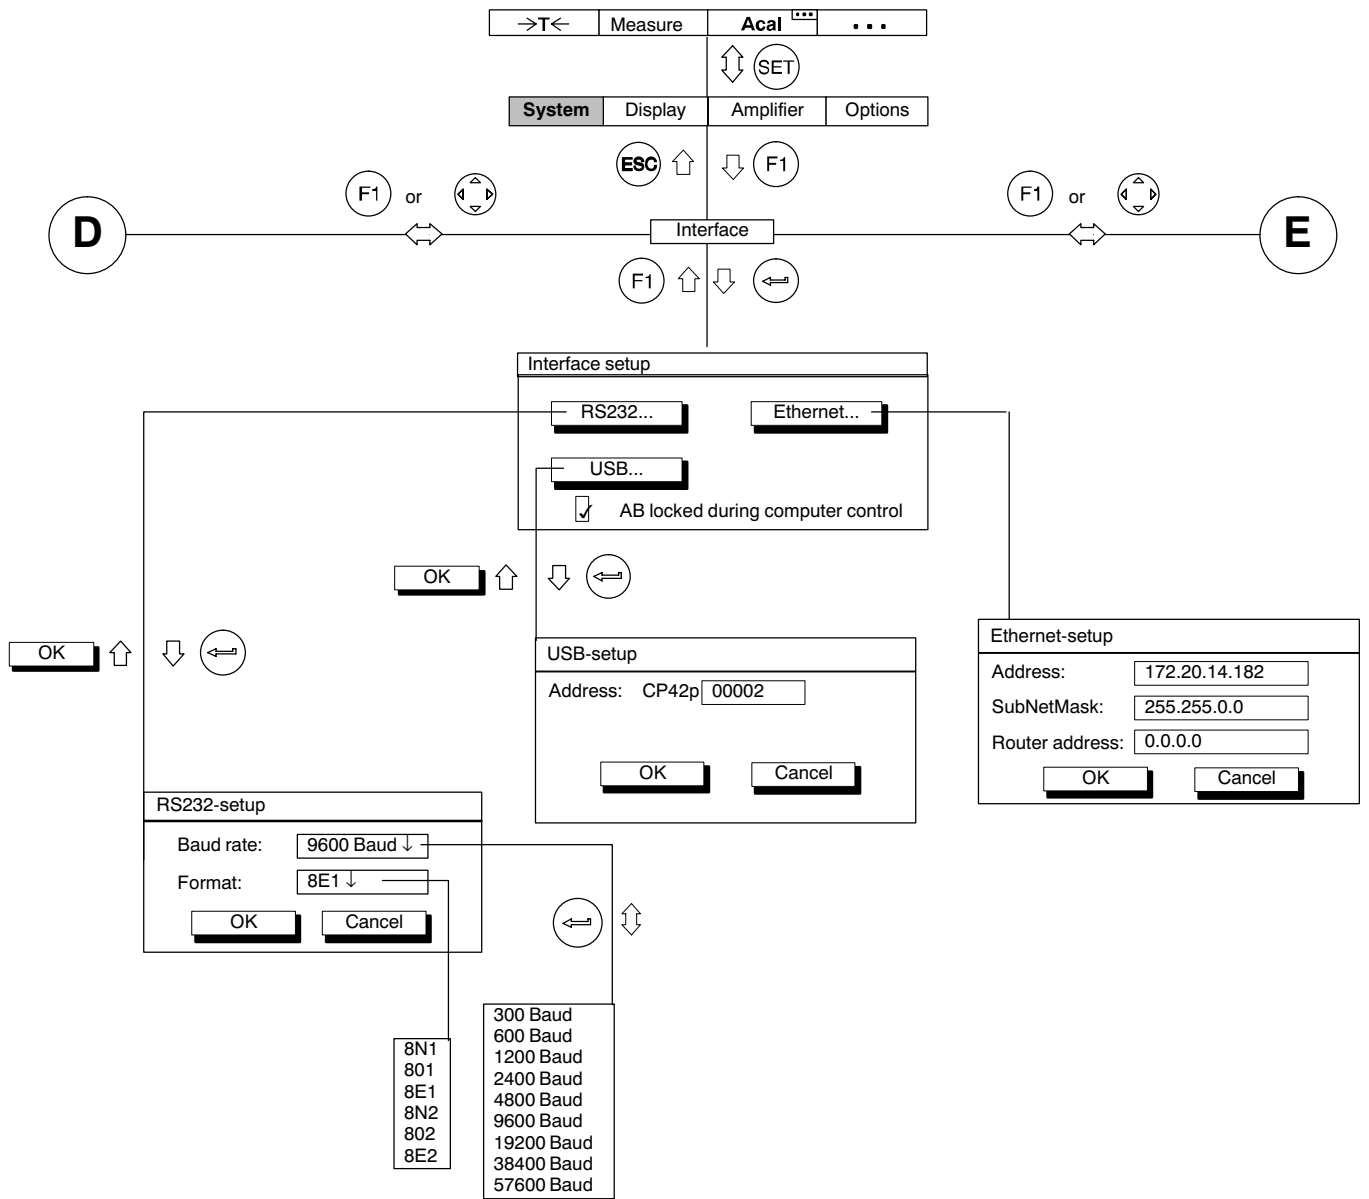 →T← Measure Acal ... ...
SET
System Display Amplifier Options
ESC F1
F1 or
F1 or
D Interface E
F1
Interface setup
RS232... Ethernet...
USB...
✓ AB locked during computer control
OK
OK
USB-setup
Address: CP42p 00002
OK Cancel
Ethernet-setup
Address: 172.20.14.182
SubNetMask: 255.255.0.0
Router address: 0.0.0.0
OK Cancel
RS232-setup
Baud rate: 9600 Baud ↓
Format: 8E1 ↓
OK Cancel
8N1
801
8E1
8N2
802
8E2
300 Baud
600 Baud
1200 Baud
2400 Baud
4800 Baud
9600 Baud
19200 Baud
38400 Baud
57600 Baud